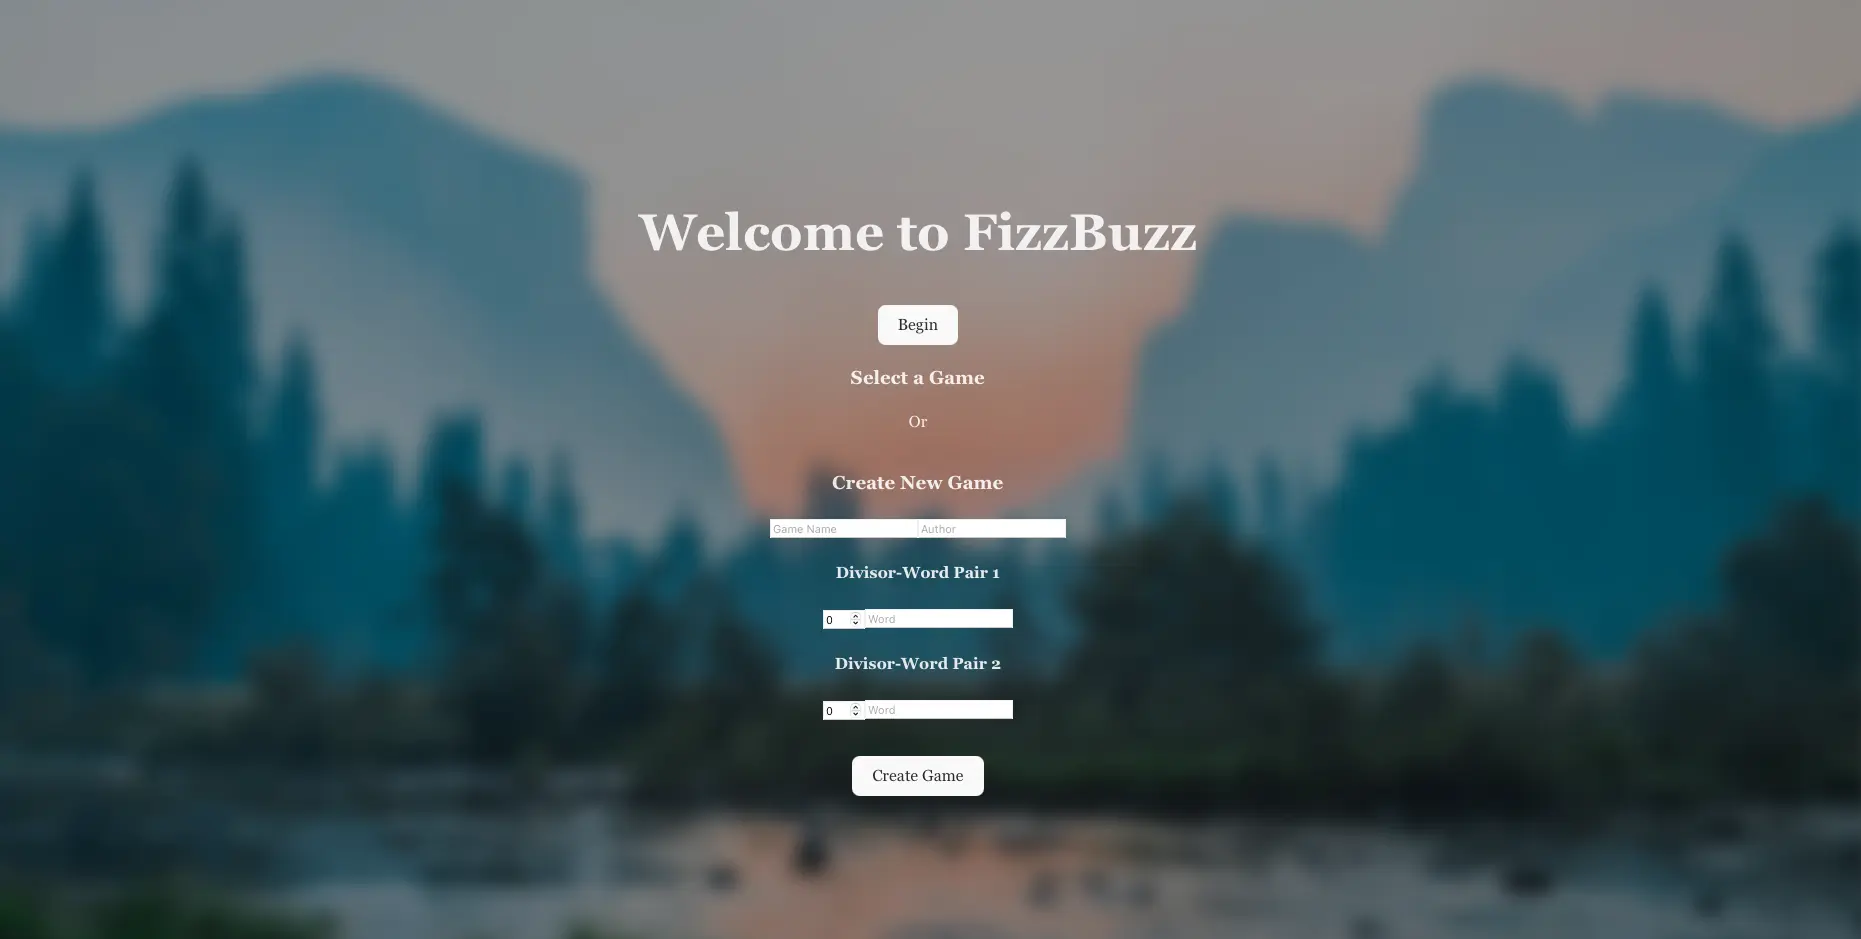 Welcome to FizzBuzz
Begin
Select a Game
Or
Create New Game
Game Name Author
Divisor-Word Pair 1
0 Word
Divisor-Word Pair 2
0 Word
Create Game